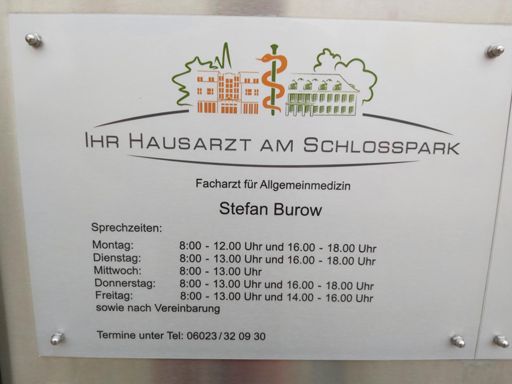 IHR HAUSARZT AM SCHLOSSPARK
Facharzt für Allgemeinmedizin
Stefan Burow
Sprechzeiten:
Montag: 8:00 - 12.00 Uhr und 16.00 - 18.00 Uhr
Dienstag: 8:00 - 13.00 Uhr und 16.00 - 18.00 Uhr
Mittwoch: 8:00 - 13.00 Uhr
Donnerstag: 8:00 - 13.00 Uhr und 16.00 - 18.00 Uhr
Freitag: 8:00 - 13.00 Uhr und 14.00 - 16.00 Uhr
sowie nach Vereinbarung
Termine unter Tel: 06023/32 09 30